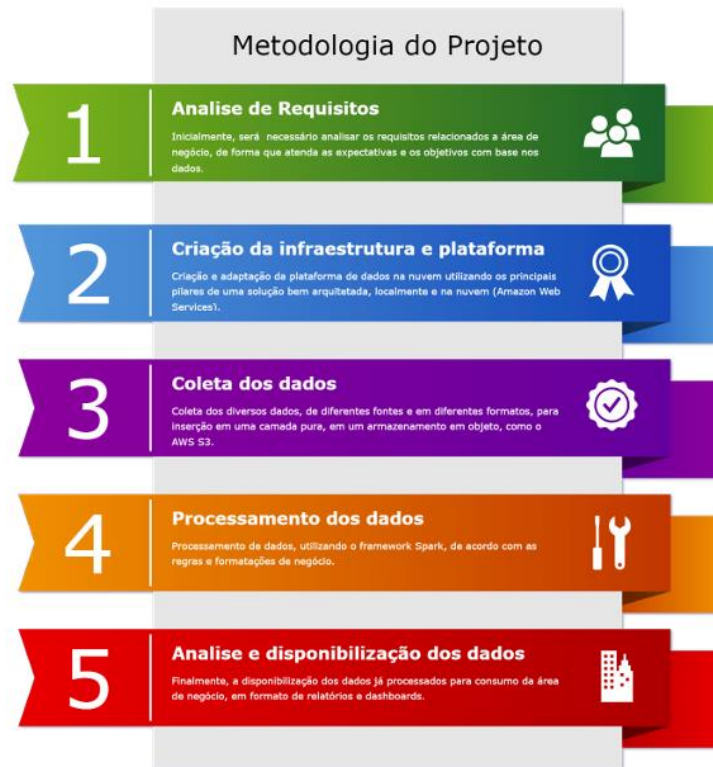 Metodologia do Projeto
1
Analise de Requisitos
Inicialmente, será necessário analisar os requisitos relacionados a área de
negócio, de forma que atenda as expectativas e os objetivos com base nos
dados.
2
Criação da infraestrutura e plataforma
Criação e adaptação da plataforma de dados na nuvem utilizando os principais
pilares de uma solução bem arquitetada, localmente e na nuvem (Amazon Web
Services).
3
Coleta dos dados
Coleta dos diversos dados, de diferentes fontes e em diferentes formatos, para
inserção em uma camada pura, em um armazenamento em objeto, como o
AWS S3.
4
Processamento dos dados
Processamento de dados, utilizando o framework Spark, de acordo com as
regras e formatações de negócio.
5
Analise e disponibilização dos dados
Finalmente, a disponibilização dos dados já processados para consumo da área
de negócio, em formato de relatórios e dashboards.